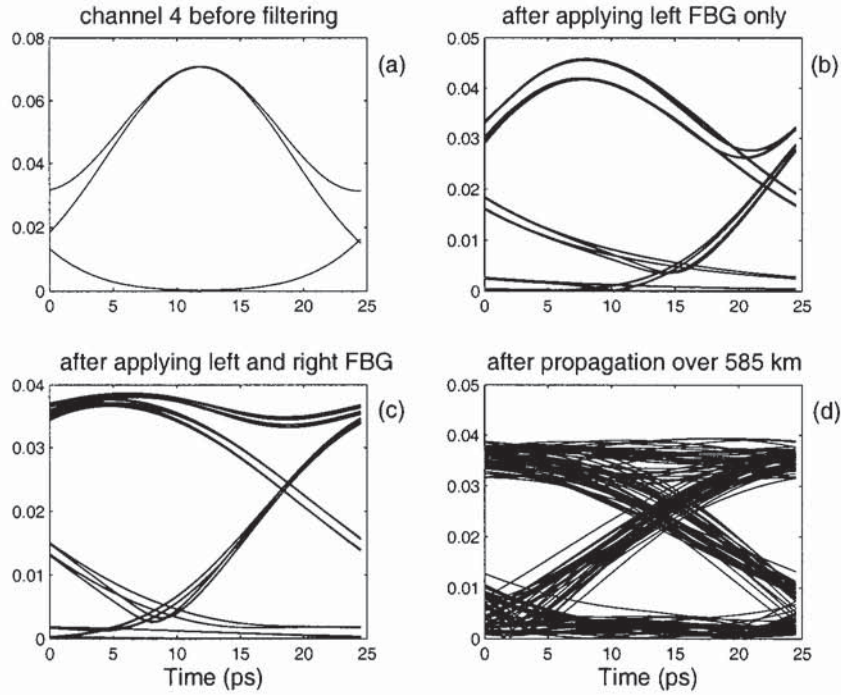 channel 4 before filtering
(a)
0.08
0.06
0.04
0.02
0
0 5 10 15 20 25
after applying left FBG only
(b)
0.05
0.04
0.03
0.02
0.01
0
0 5 10 15 20 25
after applying left and right FBG
(c)
0.04
0.03
0.02
0.01
0
0 5 10 15 20 25
Time (ps)
after propagation over 585 km
(d)
0.05
0.04
0.03
0.02
0.01
0
0 5 10 15 20 25
Time (ps)